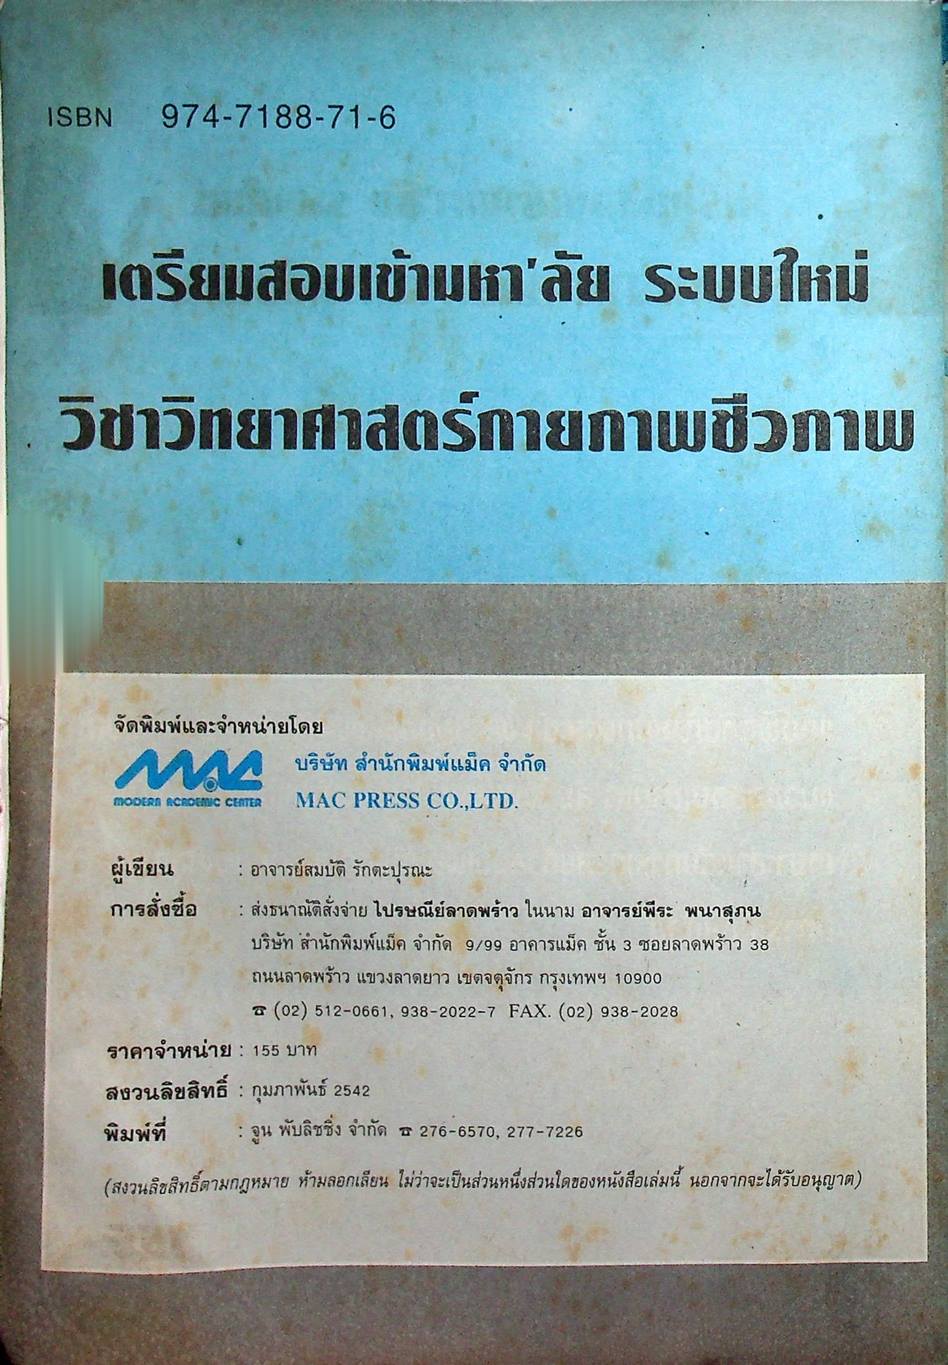 ISBN 974-7188-71-6
เตรียมสอบเข้ามหา'ลัย ระบบใหม่
วิชาวิทยาศาสตร์กายภาพชีวภาพ
จัดพิมพ์และจำหน่ายโดย
MAC
MODERN ACADEMIC CENTER
บริษัท สำนักพิมพ์แม็ค จำกัด
MAC PRESS CO.,LTD.
ผู้เขียน : อาจารย์สมบัติ รักตะปุรณะ
การสั่งซื้อ : ส่งธนาณัติสั่งจ่าย ไปรษณีย์ลาดพร้าว ในนาม อาจารย์พีระ พนาสุภน
บริษัท สำนักพิมพ์แม็ค จำกัด 9/99 อาคารแม็ค ชั้น 3 ซอยลาดพร้าว 38
ถนนลาดพร้าว แขวงลาดยาว เขตจตุจักร กรุงเทพฯ 10900
☎ (02) 512-0661, 938-2022-7 FAX. (02) 938-2028
ราคาจำหน่าย : 155 บาท
สงวนลิขสิทธิ์ : กุมภาพันธ์ 2542
พิมพ์ที่ : จูน พับลิชชิ่ง จำกัด ☎ 276-6570, 277-7226
(สงวนลิขสิทธิ์ตามกฎหมาย ห้ามลอกเลียน ไม่ว่าจะเป็นส่วนหนึ่งส่วนใดของหนังสือเล่มนี้ นอกจากจะได้รับอนุญาต)